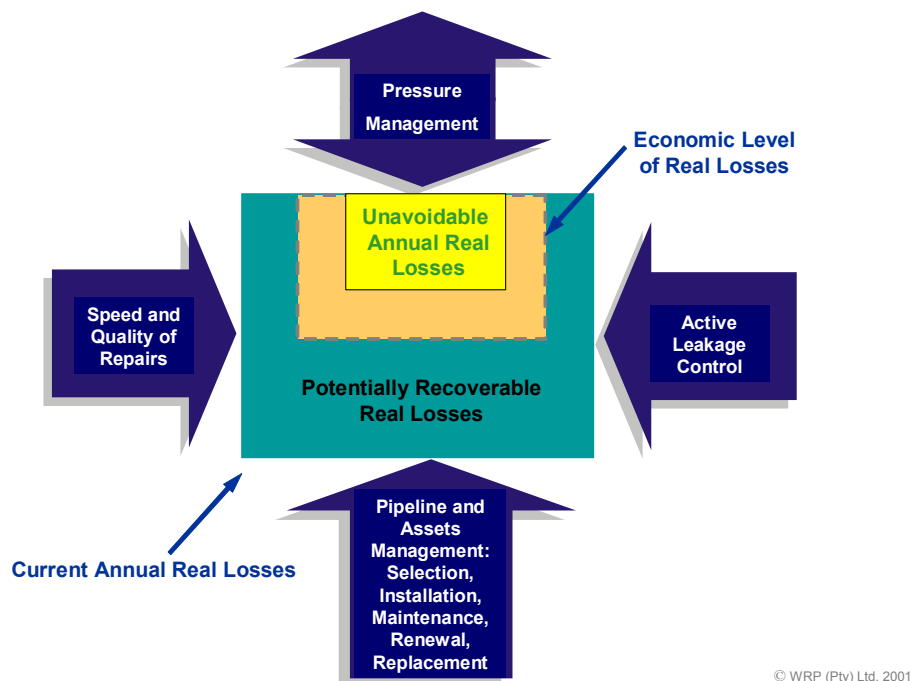 Pressure
Management
Economic Level
of Real Losses
Unavoidable
Annual Real
Losses
Speed and
Quality of
Repairs
Active
Leakage
Control
Potentially Recoverable
Real Losses
Pipeline and
Assets
Management:
Selection,
Installation,
Maintenance,
Renewal,
Replacement
Current Annual Real Losses
© WRP (Pty) Ltd, 2001